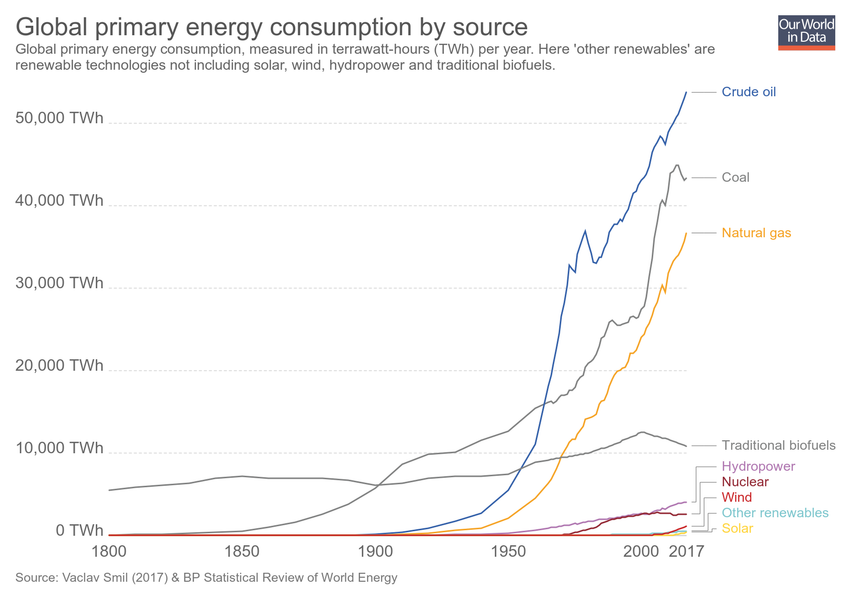 Global primary energy consumption by source
Our World
in Data
Global primary energy consumption, measured in terrawatt-hours (TWh) per year. Here 'other renewables' are
renewable technologies not including solar, wind, hydropower and traditional biofuels.
50,000 TWh
40,000 TWh
30,000 TWh
20,000 TWh
10,000 TWh
0 TWh
Crude oil
Coal
Natural gas
Traditional biofuels
Hydropower
Nuclear
Wind
Other renewables
Solar
1800 1850 1900 1950 2000 2017
Source: Vaclav Smil (2017) & BP Statistical Review of World Energy